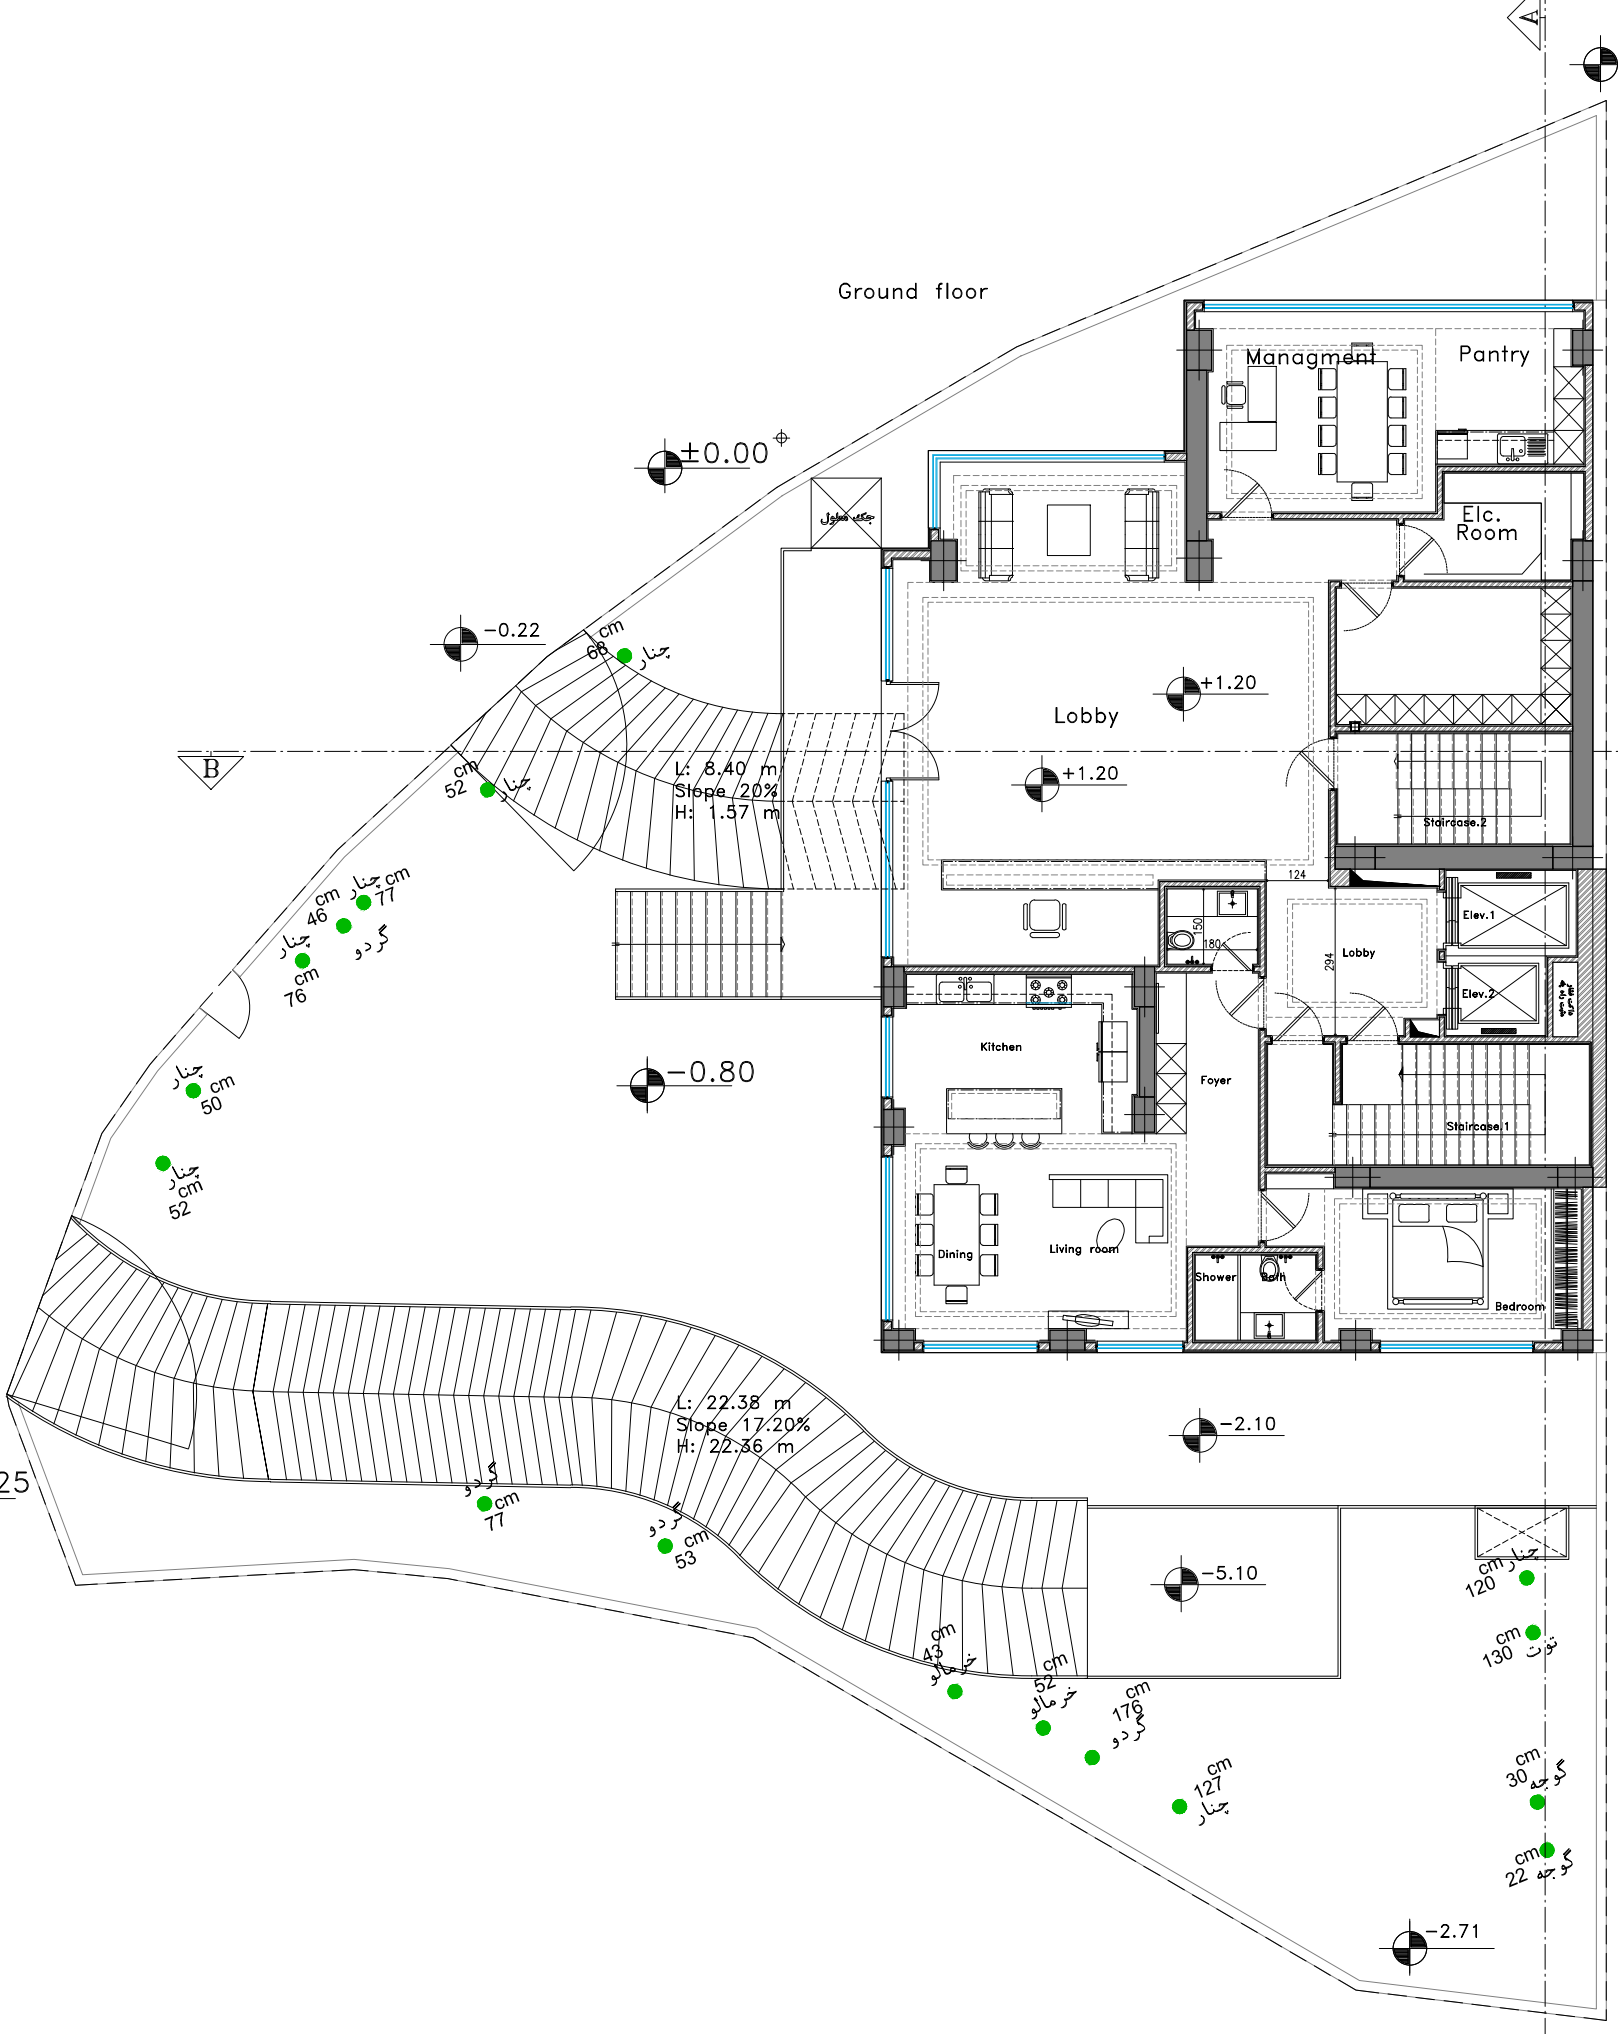 A
Ground floor
Managment
Pantry
±0.00
Elc.
Room
-0.22
cm
68
چنار
+1.20
Lobby
B
L: 8.40 m
Slope 20%
H: 1.57 m
+1.20
cm
52
چنار
Staircase.2
124
cm
77
چنار
cm
46
گردو
چنار
cm
76
150
180
Elev.1
Lobby
294
Elev.2
Kitchen
-0.80
Foyer
چنار
cm
50
Staircase.1
چنار
cm
52
Dining
Living room
Shower
Bath
Bedroom
L: 22.38 m
Slope 17.20%
H: 22.36 m
-2.10
25
گردو
cm
77
گردو
cm
53
-5.10
cm
120
چنار
cm
130
توت
cm
43
خرمالو
cm
52
خرمالو
cm
176
گردو
cm
127
چنار
cm
30
گوجه
cm
22
گوجه
-2.71